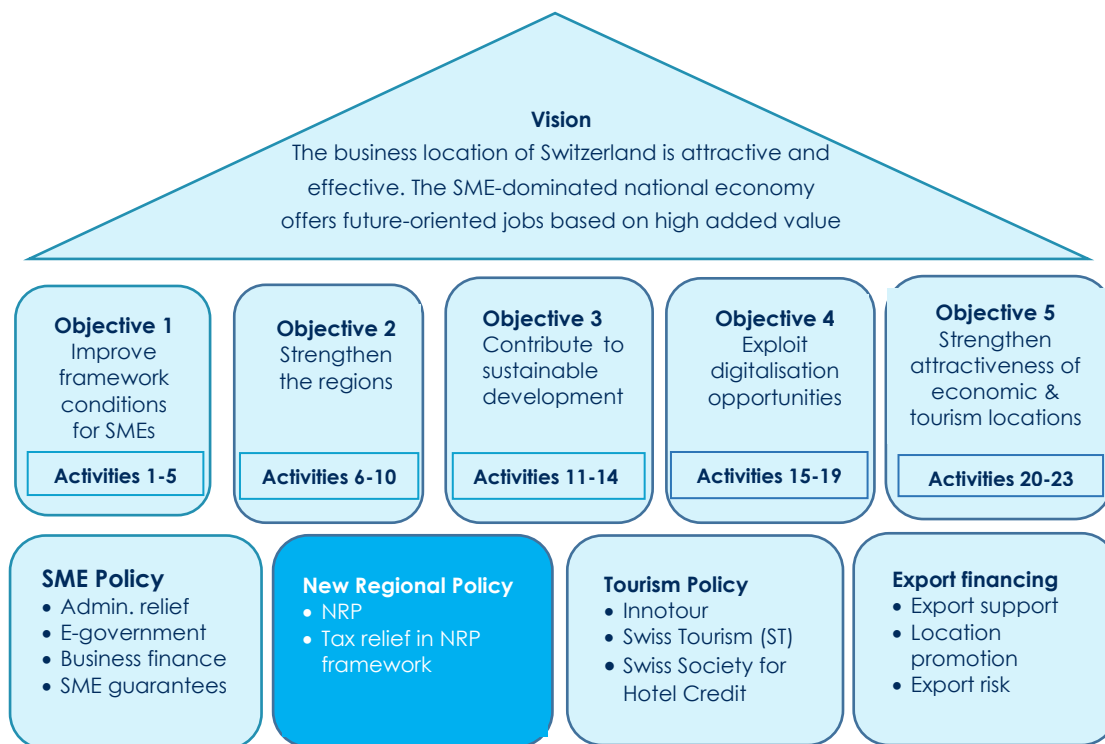 Vision
The business location of Switzerland is attractive and
effective. The SME-dominated national economy
offers future-oriented jobs based on high added value
Objective 1
Improve
framework
conditions
for SMEs
Activities 1-5
Objective 2
Strengthen
the regions
Activities 6-10
Objective 3
Contribute to
sustainable
development
Activities 11-14
Objective 4
Exploit
digitalisation
opportunities
Activities 15-19
Objective 5
Strengthen
attractiveness of
economic &
tourism locations
Activities 20-23
SME Policy
• Admin. relief
• E-government
• Business finance
• SME guarantees
New Regional Policy
• NRP
• Tax relief in NRP
framework
Tourism Policy
• Innotour
• Swiss Tourism (ST)
• Swiss Society for
Hotel Credit
Export financing
• Export support
• Location
promotion
• Export risk